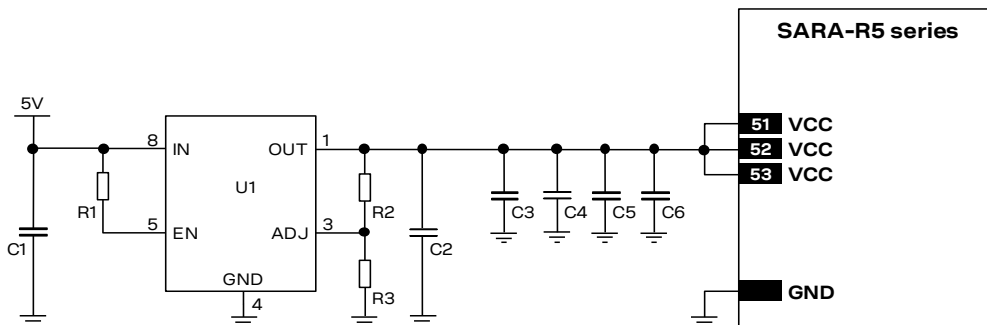 SARA-R5 series
5V
51 VCC
8 IN
OUT 1
52 VCC
53 VCC
U1
R1
R2
C3
C4
C5
C6
5 EN
ADJ 3
C1
C2
GND
R3
4
GND